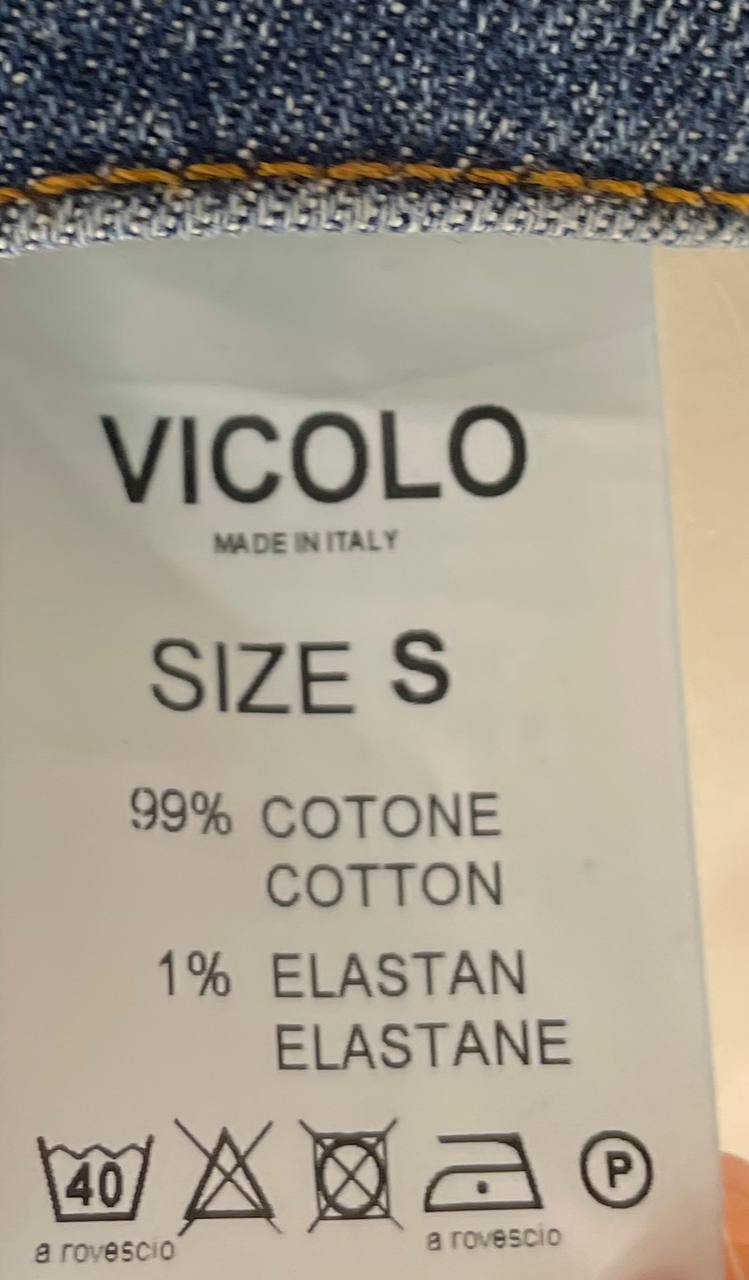 VICOLO
MADE IN ITALY
SIZE S
99% COTONE
COTTON
1% ELASTAN
ELASTANE
40 P
a rovescio a rovescio